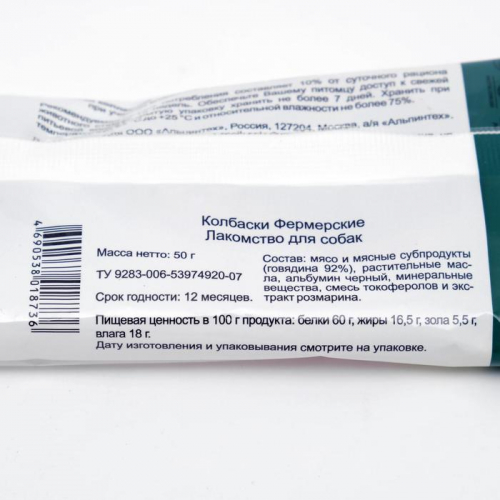 10% от суточного рациона
составляет
Обеспечьте Вашему питомцу доступ к свежей
упаковку хранить не более 7 дней. Хранить при
+25°С и относительной влажности не более 75%.
ООО «Альпинтех», Россия, 127204, Москва, а/я «Альпинтех»,
Колбаски Фермерские
Лакомство для собак
Масса нетто: 50 г
ТУ 9283-006-53974920-07
Срок годности: 12 месяцев.
Состав: мясо и мясные субпродукты
(говядина 92%), растительные мас-
ла, альбумин черный, минеральные
вещества, смесь токоферолов и экс-
тракт розмарина.
Пищевая ценность в 100 г продукта: белки 60 г, жиры 16,5 г, зола 5,5 г,
влага 18 г.
Дату изготовления и упаковывания смотрите на упаковке.
4690538018736